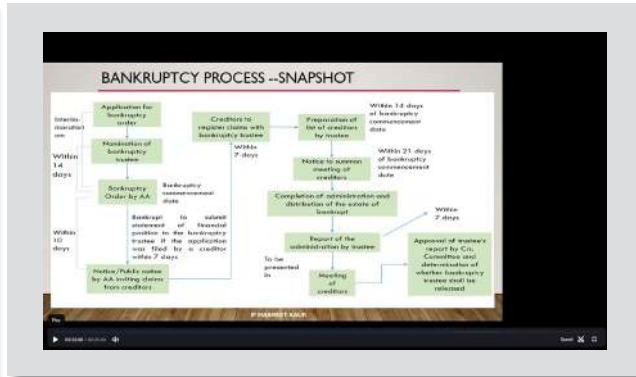 BANKRUPTCY PROCESS --SNAPSHOT
Application for
bankruptcy
order
Interim-
Within
14
days
Nomination of
bankruptcy
trustee
Bankruptcy
Order by AA
Bankruptcy
commencement
date
Bankrupt to submit
statement of financial
position to the bankruptcy
trustee if the application
was filed by a creditor
within 7 days
Within
10
days
Notice/Public notice
by AA inviting claims
from creditors
Creditors to
register claims with
bankruptcy trustee
Within
7 days
Preparation of
list of creditors
by trustee
Within 14 days
of bankruptcy
commencement
date
Notice to summon
meeting of
creditors
Within 21 days
of bankruptcy
commencement
date
Completion of administration and
distribution of the estate of
bankrupt
Within
7 days
Report of the
administration by trustee
To be
presented
in
Meeting
of
creditors
Approval of trustee's
report by
Committee and
determination of
whether bankruptcy
trustee shall be
released
IP MANMEET KAUR
Play
Speed